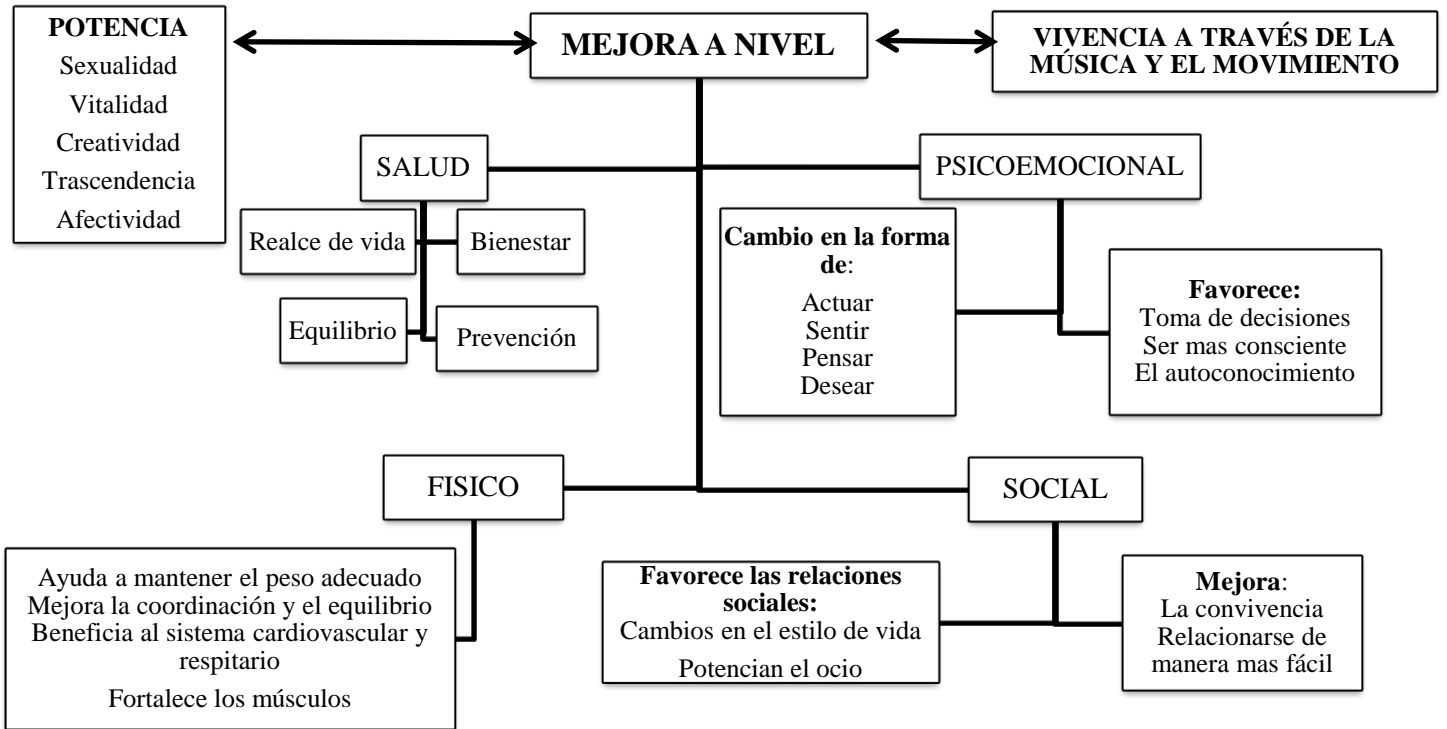 POTENCIA
Sexualidad
Vitalidad
Creatividad
Trascendencia
Afectividad
MEJORA A NIVEL
VIVENCIA A TRAVÉS DE LA
MÚSICA Y EL MOVIMIENTO
SALUD
Realce de vida
Bienestar
Equilibrio
Prevención
PSICOEMOCIONAL
Cambio en la forma
de:
Actuar
Sentir
Pensar
Desear
Favorece:
Toma de decisiones
Ser mas consciente
El autoconocimiento
FISICO
Ayuda a mantener el peso adecuado
Mejora la coordinación y el equilibrio
Beneficia al sistema cardiovascular y
respitario
Fortalece los músculos
SOCIAL
Favorece las relaciones
sociales:
Cambios en el estilo de vida
Potencian el ocio
Mejora:
La convivencia
Relacionarse de
manera mas fácil